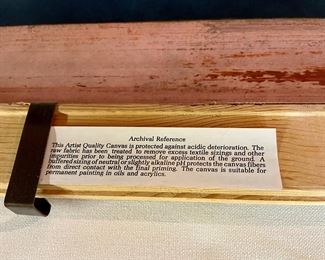 Archival Reference
This Artist Quality Canvas is protected against acidic deterioration. The
raw fabric has been treated to remove excess textile sizings and other
impurities prior to being processed for application of the ground. A
buffered sizing of neutral or slightly alkaline pH protects the canvas fibers
from direct contact with the final priming. The canvas is suitable for
permanent painting in oils and acrylics.